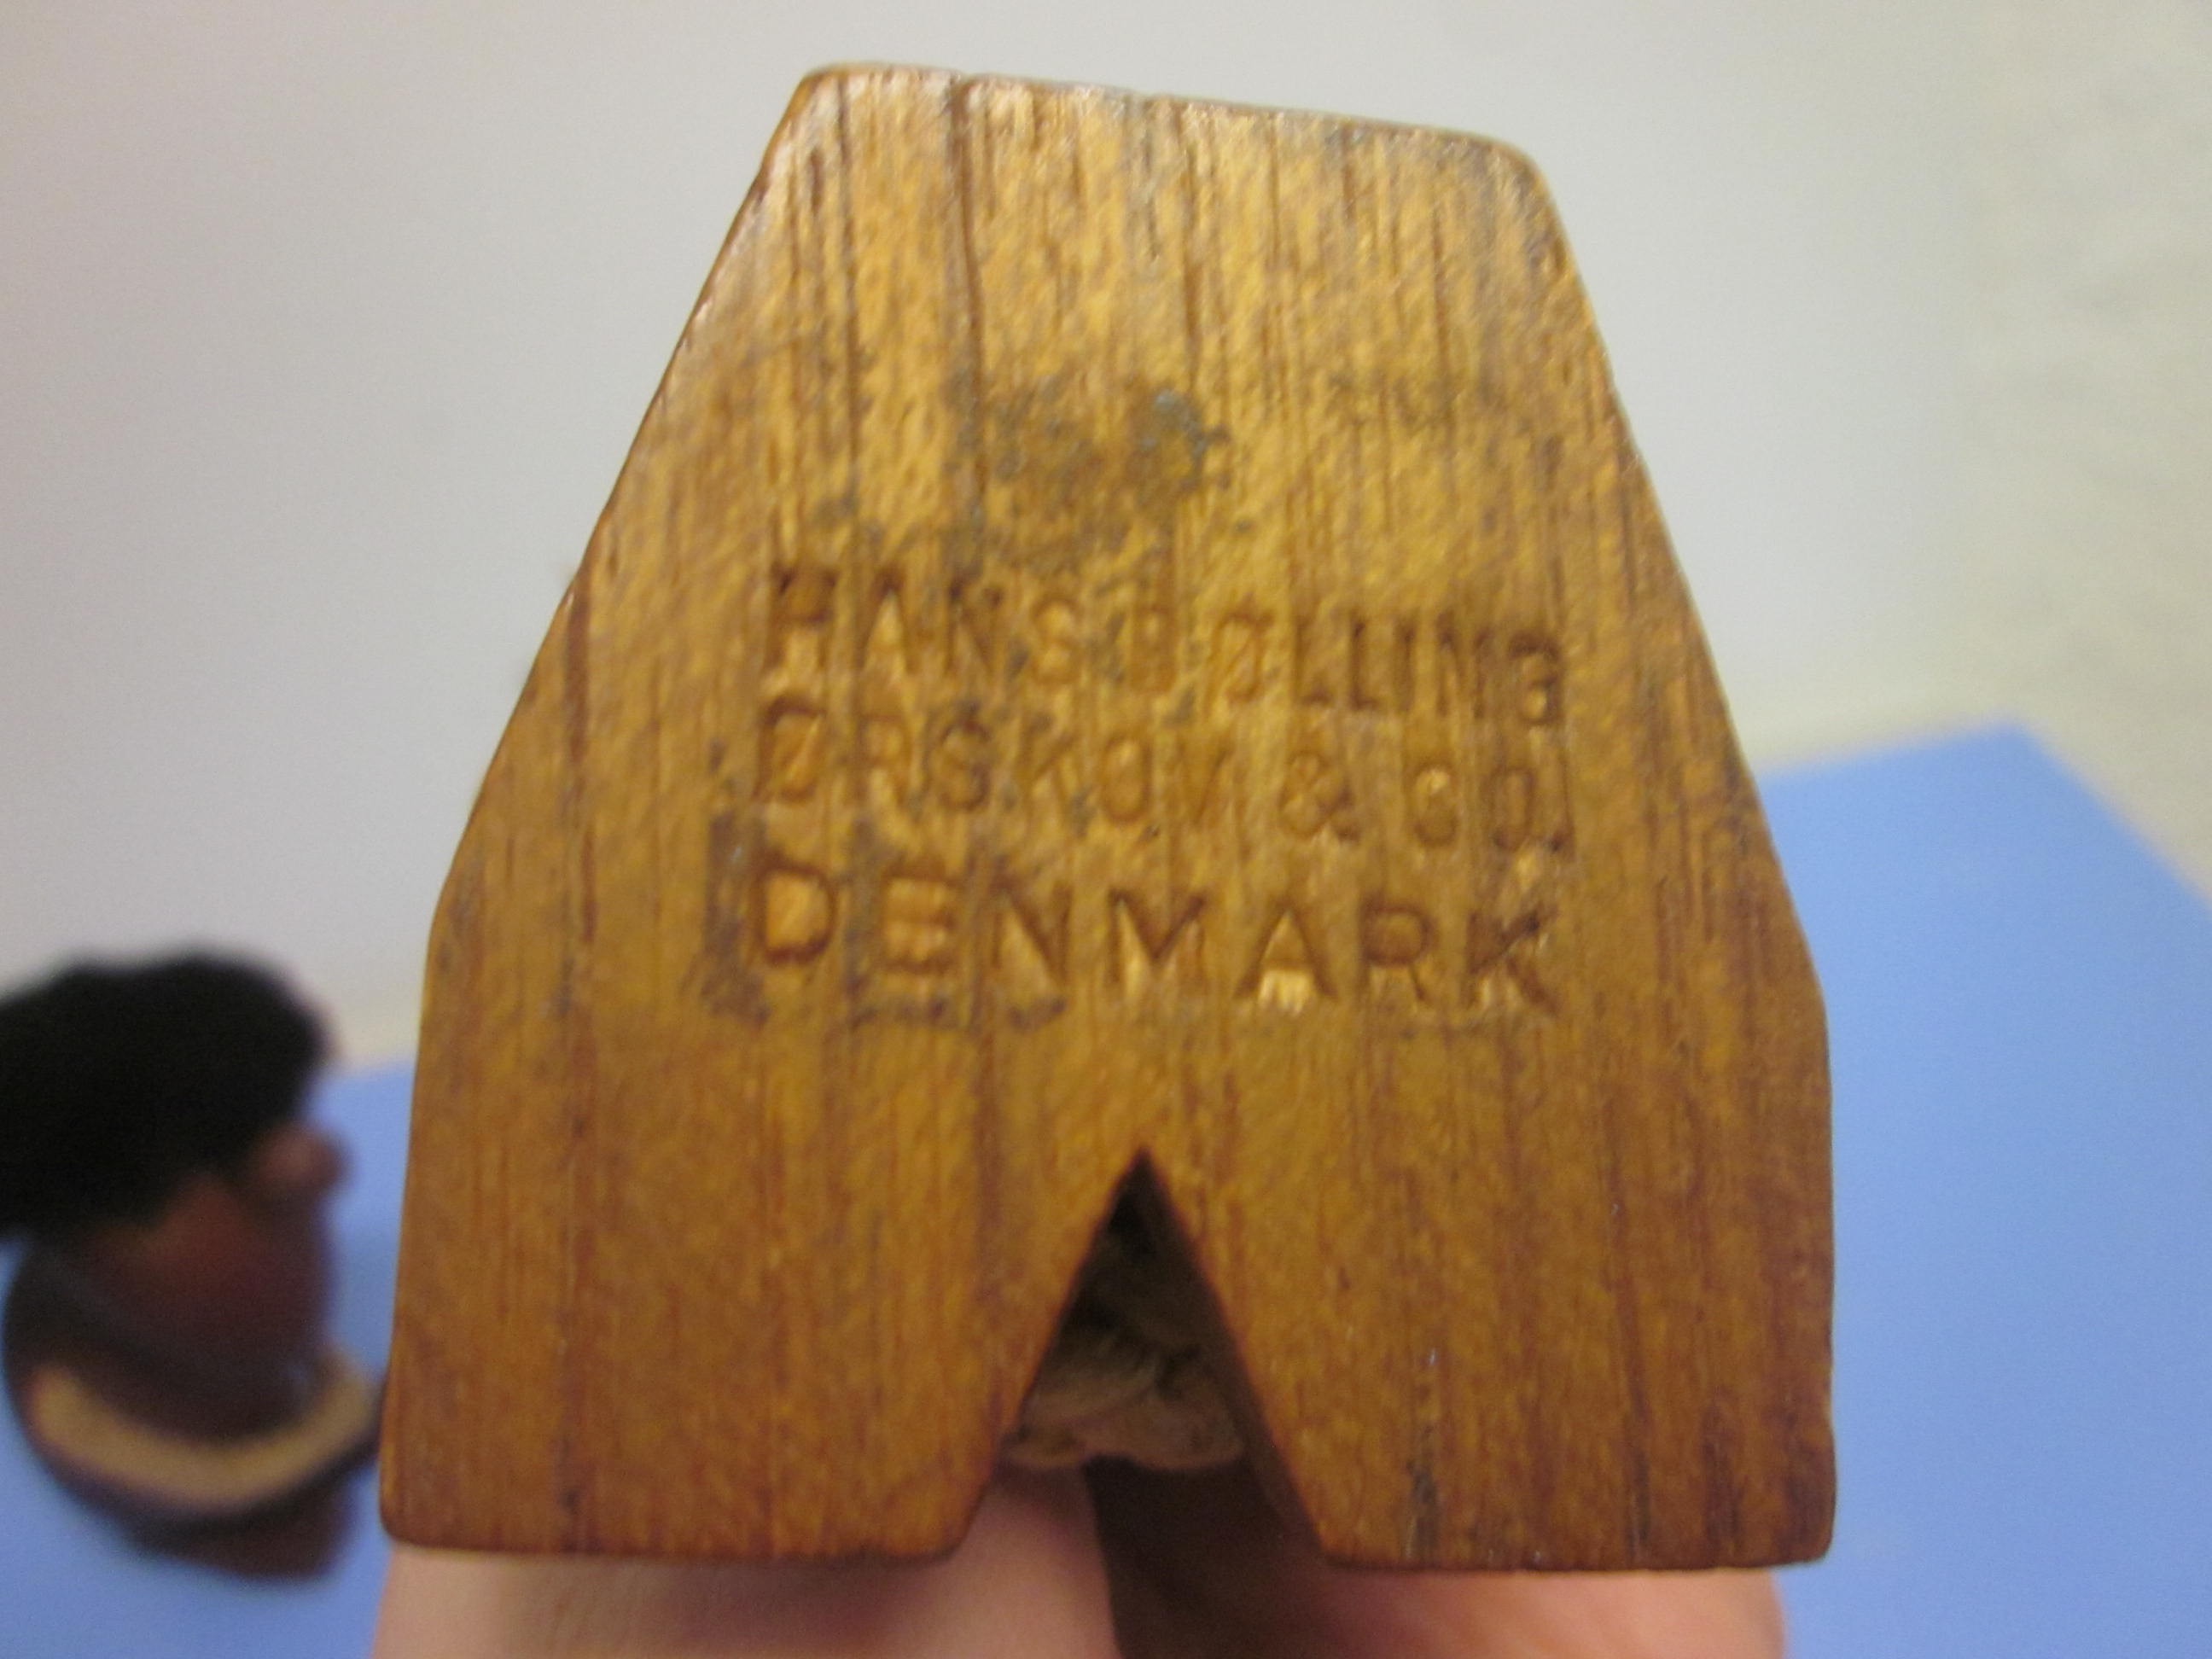 HANS BØLLING
ØRSKOV & CO.
DENMARK